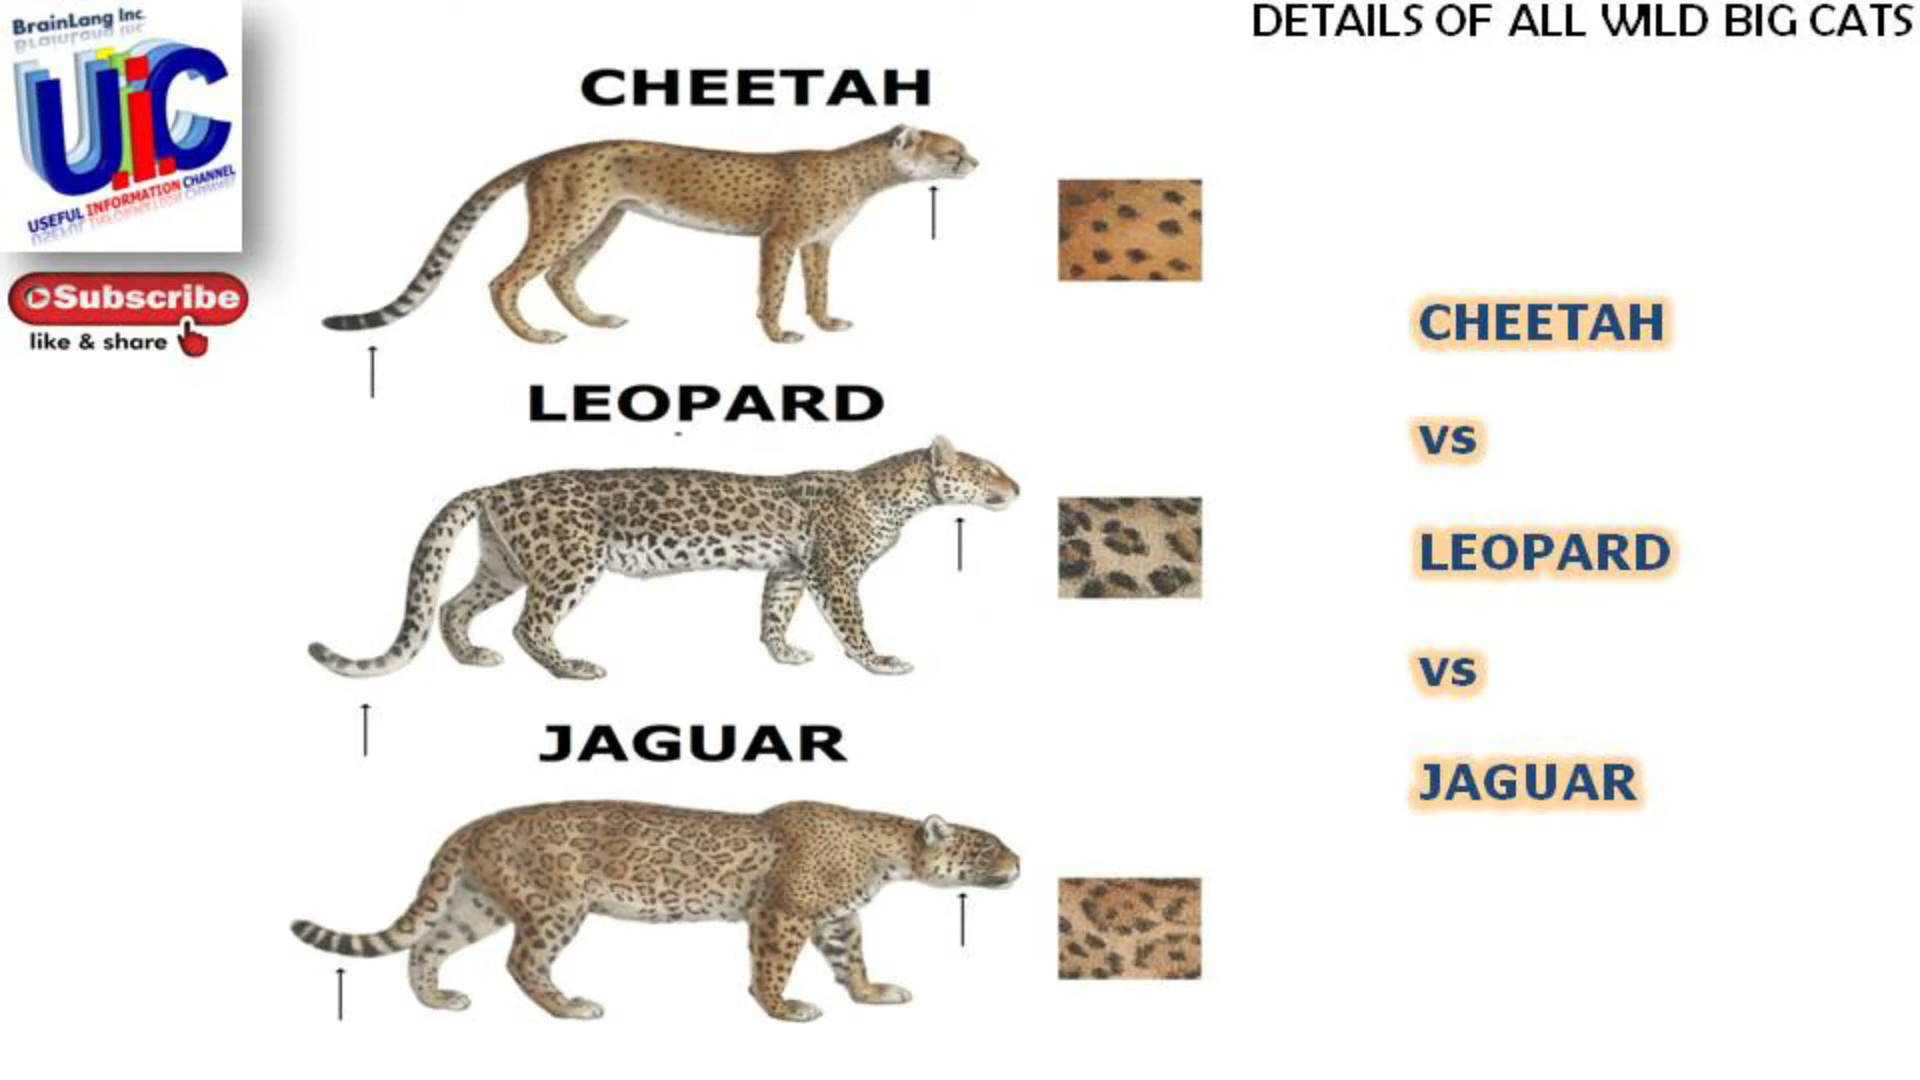 BrainLang Inc.
U.i.C
USEFUL INFORMATION CHANNEL
Subscribe
like & share
DETAILS OF ALL WILD BIG CATS
CHEETAH
LEOPARD
JAGUAR
CHEETAH
vs
LEOPARD
vs
JAGUAR